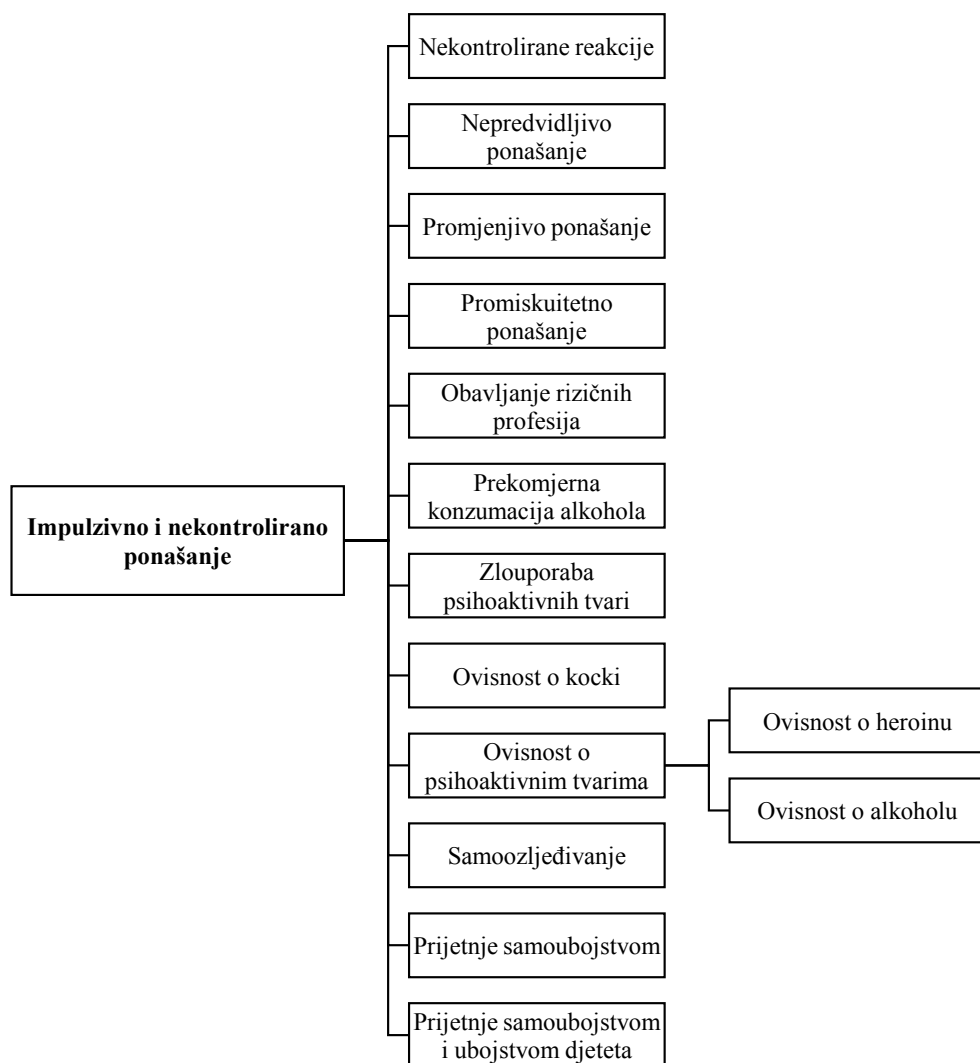 Nekontrolirane reakcije
Nepredvidljivo
ponašanje
Promjenjivo ponašanje
Promiskuitetno
ponašanje
Obavljanje rizičnih
profesija
Impulzivno i nekontrolirano
ponašanje
Prekomjerna
konzumacija alkohola
Zlouporaba
psihoaktivnih tvari
Ovisnost o kocki
Ovisnost o
psihoaktivnim tvarima
Ovisnost o heroinu
Ovisnost o alkoholu
Samoozljeđivanje
Prijetnje samoubojstvom
Prijetnje samoubojstvom
i ubojstvom djeteta